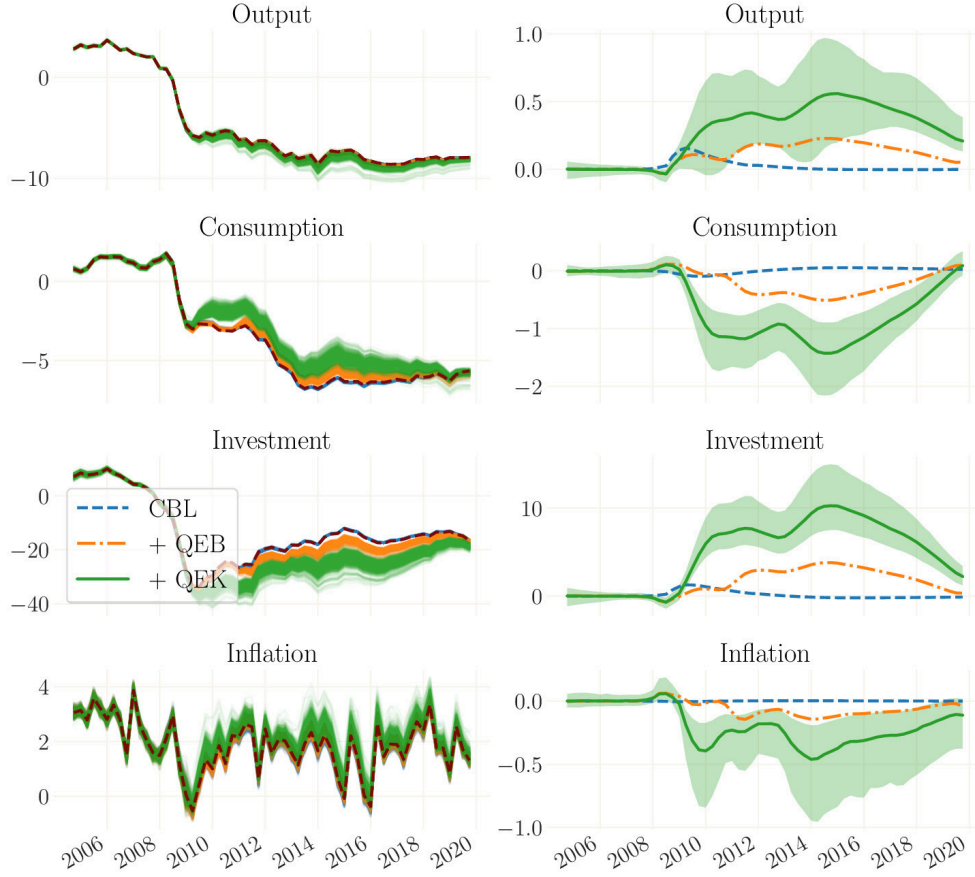 Output
Output
0
−10
1.0
0.5
0.0
Consumption
Consumption
0
−5
0
−1
−2
Investment
Investment
0
−20
−40
CBL
+ QEB
+ QEK
10
0
Inflation
Inflation
4
2
0
0.0
−0.5
−1.0
2006 2008 2010 2012 2014 2016 2018 2020
2006 2008 2010 2012 2014 2016 2018 2020